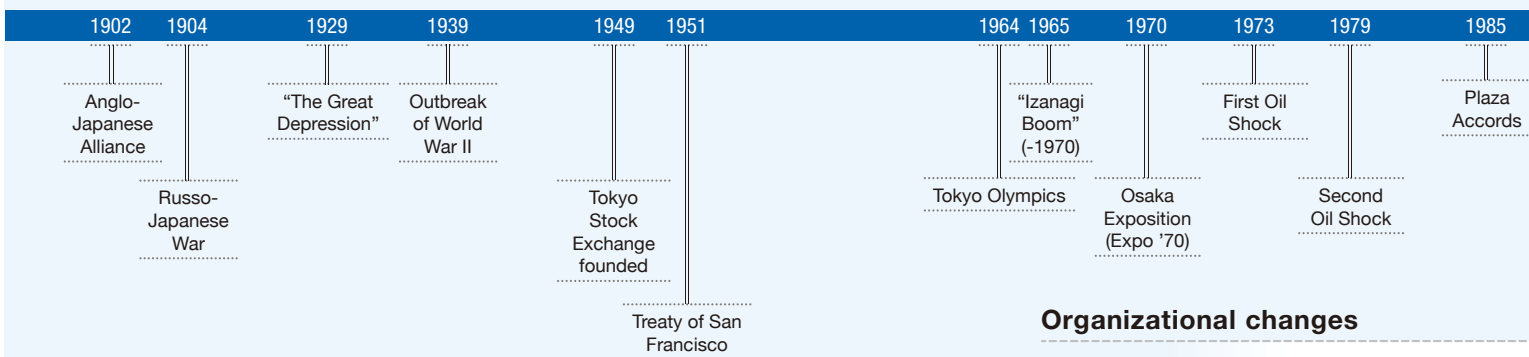 1902 1904 1929 1939 1949 1951 1964 1965 1970 1973 1979 1985
Anglo-
Japanese
Alliance
Russo-
Japanese
War
“The Great
Depression”
Outbreak
of World
War II
Tokyo
Stock
Exchange
founded
Treaty of San
Francisco
Tokyo Olympics
“Izanagi
Boom”
(-1970)
Osaka
Exposition
(Expo ’70)
First Oil
Shock
Second
Oil Shock
Plaza
Accords
Organizational changes